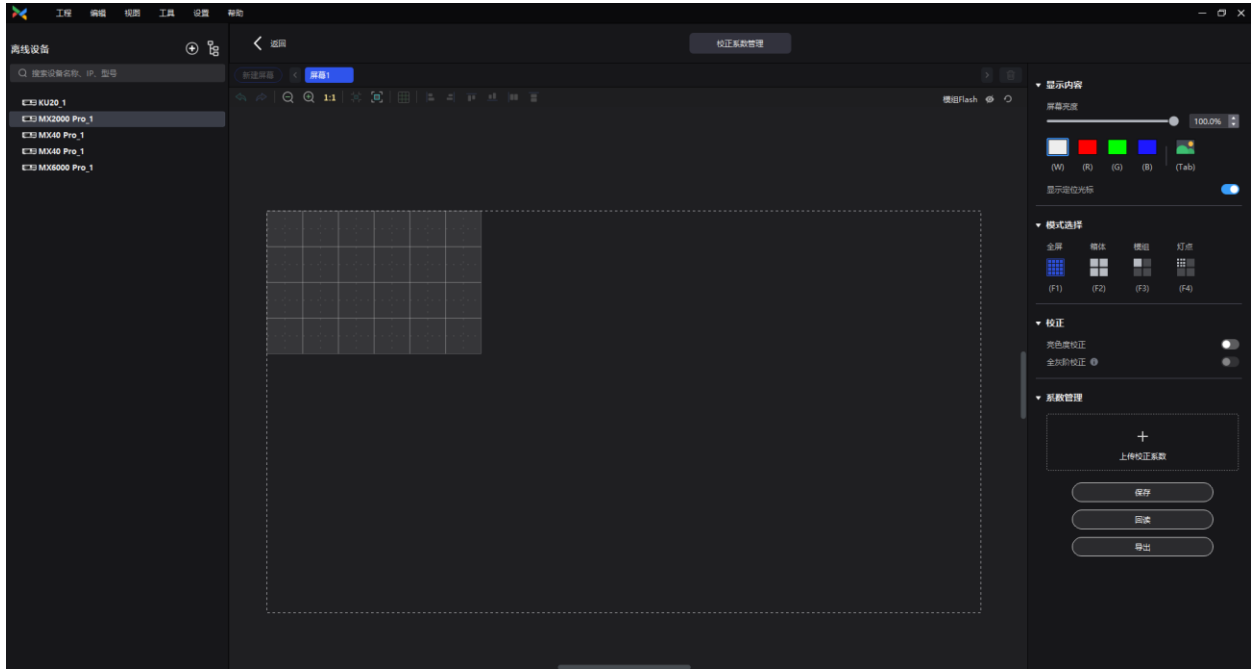 工程 编辑 视图 工具 设置 帮助
离线设备
返回
校正系数管理
搜索设备名称、IP、型号
新建屏幕
屏幕1
KU20_1
MX2000 Pro_1
MX40 Pro_1
MX40 Pro_1
MX6000 Pro_1
1:1
模组Flash
显示内容
屏幕亮度
100.0%
(W) (R) (G) (B) (Tab)
显示定位光标
模式选择
全屏 箱体 模组 灯点
(F1) (F2) (F3) (F4)
校正
亮色度校正
全灰阶校正
系数管理
上传校正系数
保存
回读
导出